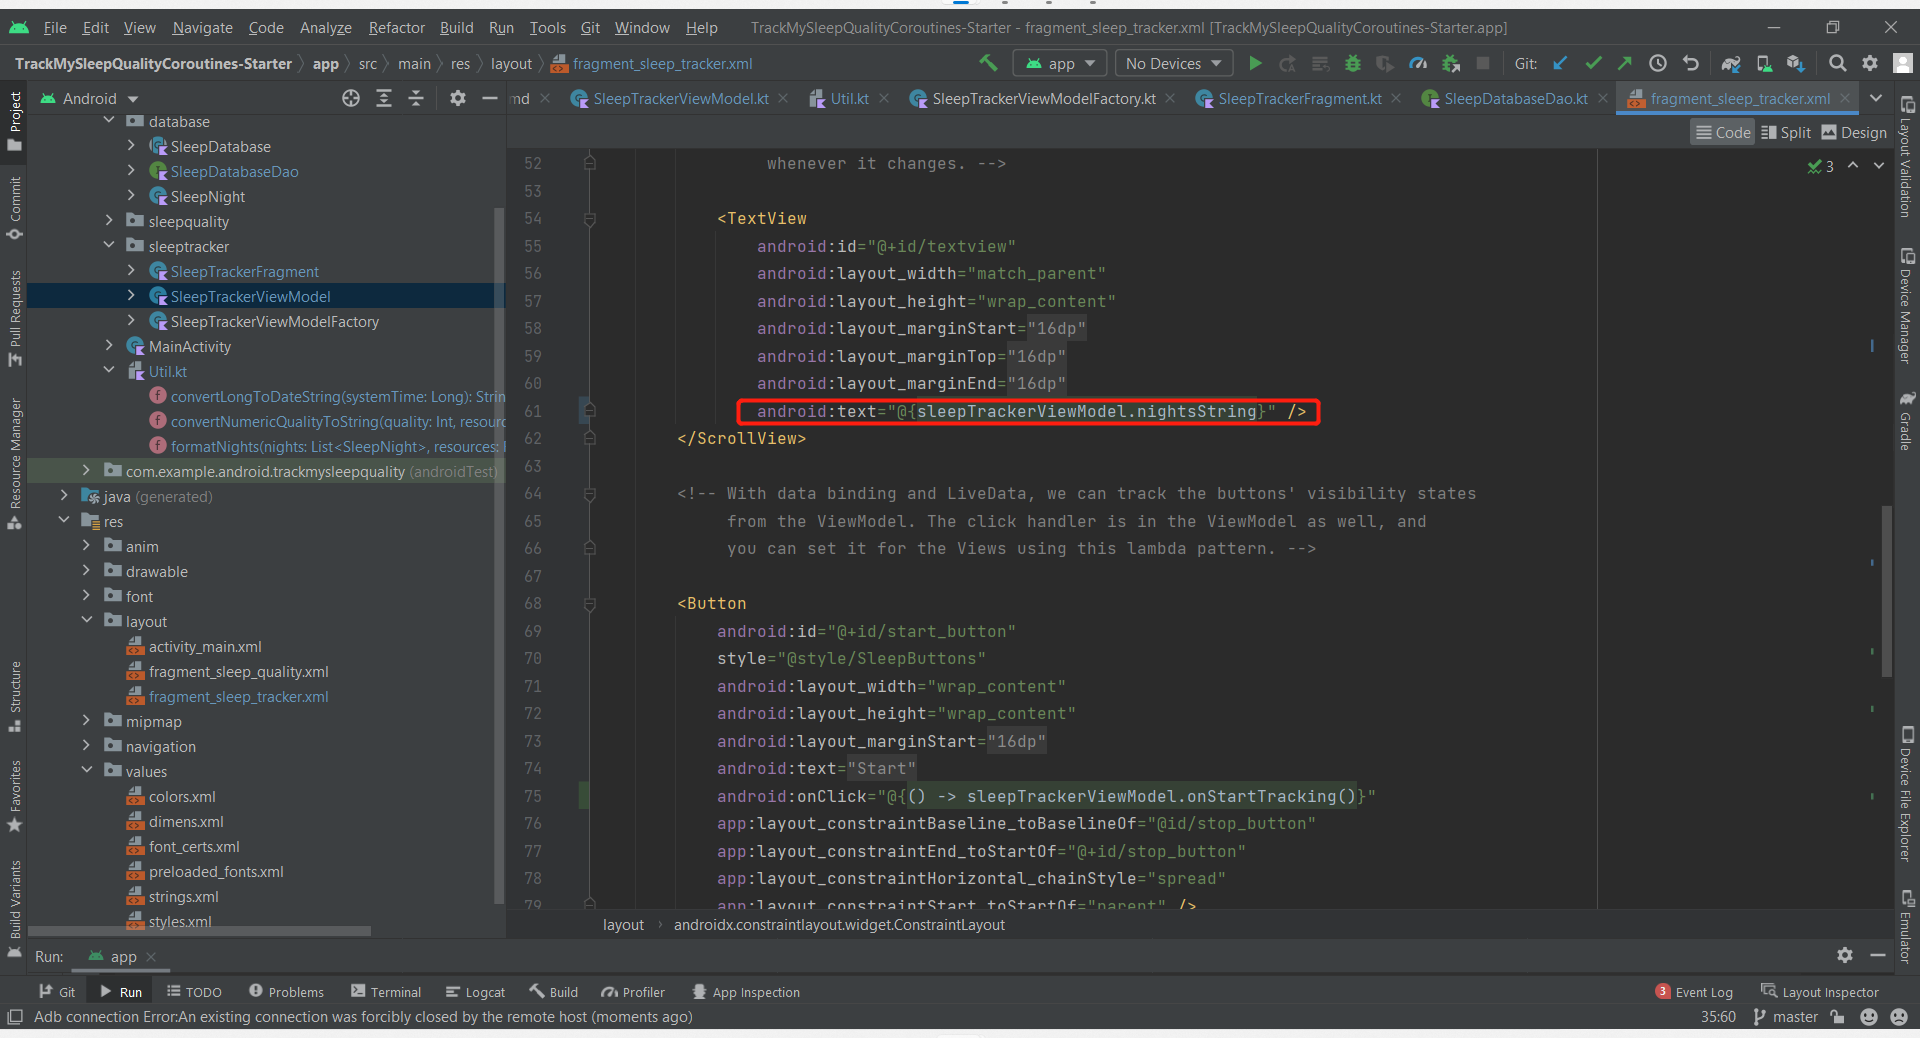 File Edit View Navigate Code Analyze Refactor Build Run Tools Git Window Help TrackMySleepQualityCoroutines-Starter - fragment_sleep_tracker.xml [TrackMySleepQualityCoroutines-Starter.app]
TrackMySleepQualityCoroutines-Starter app src main res layout fragment_sleep_tracker.xml app No Devices Git:
Android
md SleepTrackerViewModel.kt Util.kt SleepTrackerViewModelFactory.kt SleepTrackerFragment.kt SleepDatabaseDao.kt fragment_sleep_tracker.xml
Code Split Design
3
Project
Commit
Pull Requests
Resource Manager
Structure
Favorites
Build Variants
database
SleepDatabase
SleepDatabaseDao
SleepNight
sleepquality
sleeptracker
SleepTrackerFragment
SleepTrackerViewModel
SleepTrackerViewModelFactory
MainActivity
Util.kt
convertLongToDateString(systemTime: Long): Strin
convertNumericQualityToString(quality: Int, resourc
formatNights(nights: List<SleepNight>, resources:
com.example.android.trackmysleepquality (androidTest)
java (generated)
res
anim
drawable
font
layout
activity_main.xml
fragment_sleep_quality.xml
fragment_sleep_tracker.xml
mipmap
navigation
values
colors.xml
dimens.xml
font_certs.xml
preloaded_fonts.xml
strings.xml
styles.xml
52 whenever it changes. -->
53
54 <TextView
55 android:id="@+id/textview"
56 android:layout_width="match_parent"
57 android:layout_height="wrap_content"
58 android:layout_marginStart="16dp"
59 android:layout_marginTop="16dp"
60 android:layout_marginEnd="16dp"
61 android:text="@{sleepTrackerViewModel.nightsString}" />
62 </ScrollView>
63
64 <!-- With data binding and LiveData, we can track the buttons' visibility states
65 from the ViewModel. The click handler is in the ViewModel as well, and
66 you can set it for the Views using this lambda pattern. -->
67
68 <Button
69 android:id="@+id/start_button"
70 style="@style/SleepButtons"
71 android:layout_width="wrap_content"
72 android:layout_height="wrap_content"
73 android:layout_marginStart="16dp"
74 android:text="Start"
75 android:onClick="@{() -> sleepTrackerViewModel.onStartTracking()}"
76 app:layout_constraintBaseline_toBaselineOf="@id/stop_button"
77 app:layout_constraintEnd_toStartOf="@+id/stop_button"
78 app:layout_constraintHorizontal_chainStyle="spread"
79 app:layout_constraintStart_toStartOf="parent" />
layout androidx.constraintlayout.widget.ConstraintLayout
Layout Validation
Device Manager
Gradle
Device File Explorer
Emulator
Run: app
Git Run TODO Problems Terminal Logcat Build Profiler App Inspection 3 Event Log Layout Inspector
Adb connection Error:An existing connection was forcibly closed by the remote host (moments ago) 35:60 master